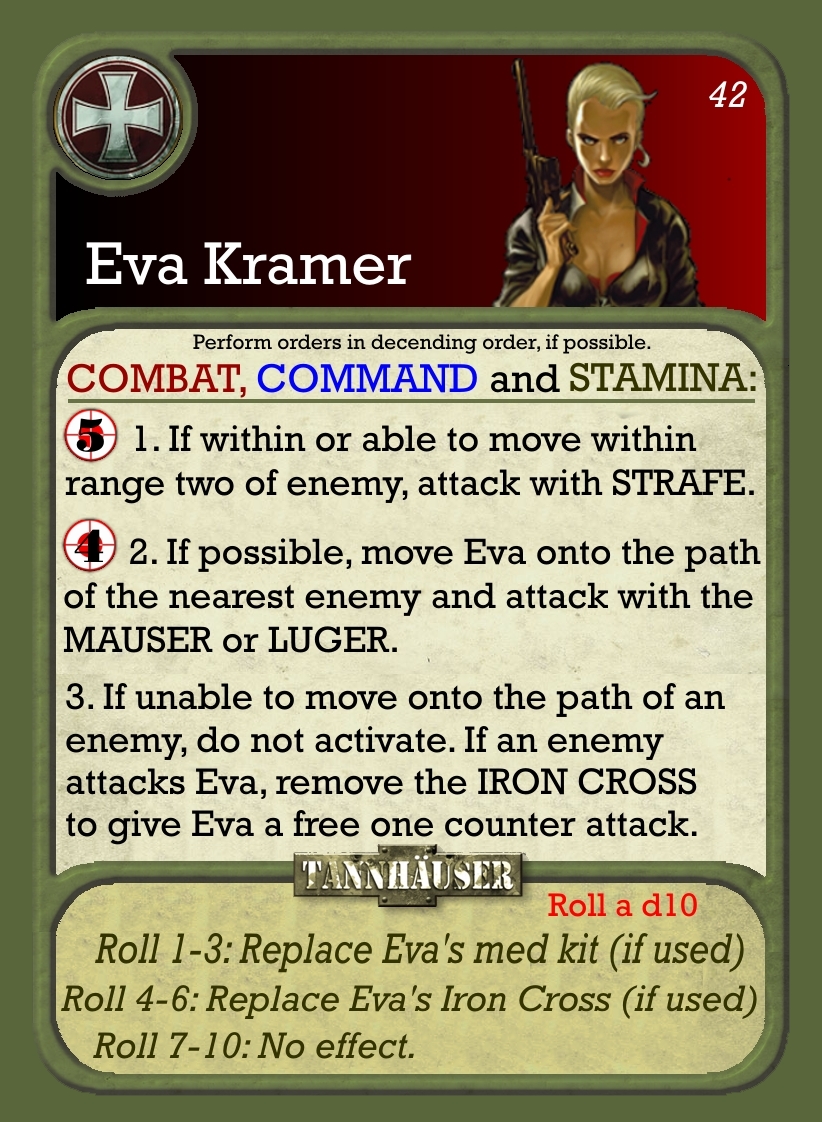 42
Eva Kramer
Perform orders in decending order, if possible.
COMBAT, COMMAND and STAMINA:
5 1. If within or able to move within
range two of enemy, attack with STRAFE.
4 2. If possible, move Eva onto the path
of the nearest enemy and attack with the
MAUSER or LUGER.
3. If unable to move onto the path of an
enemy, do not activate. If an enemy
attacks Eva, remove the IRON CROSS
to give Eva a free one counter attack.
TANNHÄUSER
Roll a d10
Roll 1-3: Replace Eva's med kit (if used)
Roll 4-6: Replace Eva's Iron Cross (if used)
Roll 7-10: No effect.